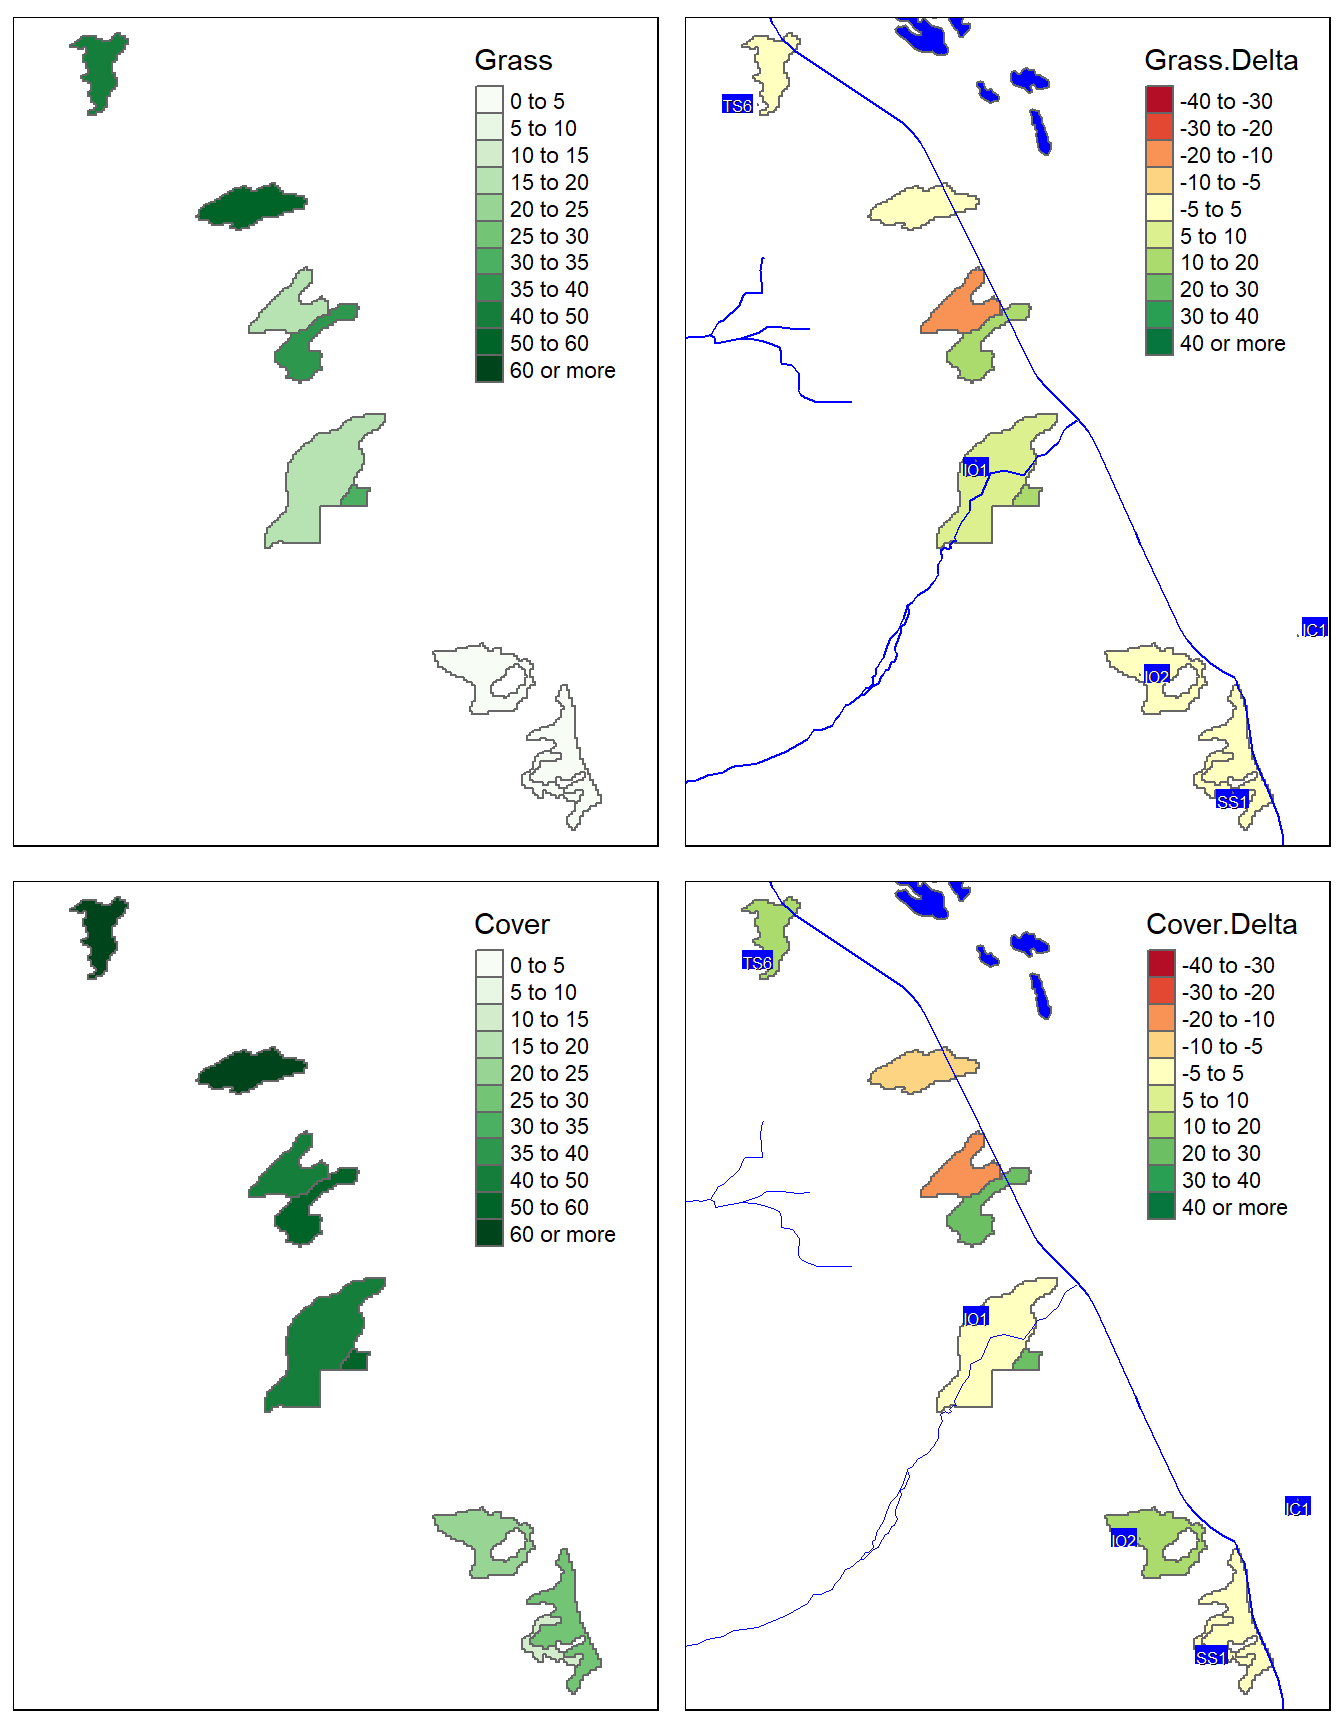 Grass
0 to 5
5 to 10
10 to 15
15 to 20
20 to 25
25 to 30
30 to 35
35 to 40
40 to 50
50 to 60
60 or more
Grass.Delta
-40 to -30
-30 to -20
-20 to -10
-10 to -5
-5 to 5
5 to 10
10 to 20
20 to 30
30 to 40
40 or more
TS6
IO1
IC1
IO2
SS1
Cover
0 to 5
5 to 10
10 to 15
15 to 20
20 to 25
25 to 30
30 to 35
35 to 40
40 to 50
50 to 60
60 or more
Cover.Delta
-40 to -30
-30 to -20
-20 to -10
-10 to -5
-5 to 5
5 to 10
10 to 20
20 to 30
30 to 40
40 or more
TS6
IO1
IC1
IO2
SS1